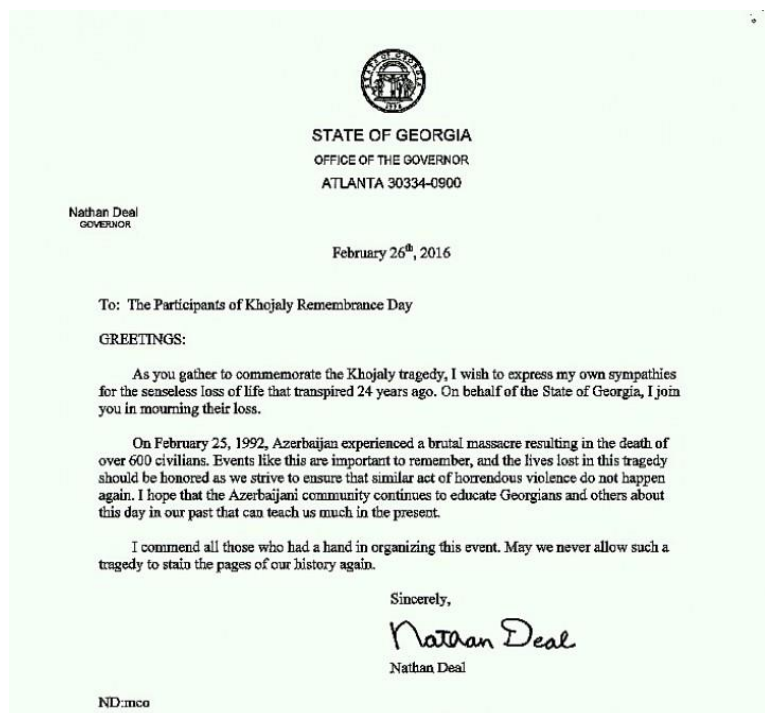 STATE OF GEORGIA
OFFICE OF THE GOVERNOR
ATLANTA 30334-0900
Nathan Deal
GOVERNOR
February 26th, 2016
To: The Participants of Khojaly Remembrance Day
GREETINGS:
As you gather to commemorate the Khojaly tragedy, I wish to express my own sympathies
for the senseless loss of life that transpired 24 years ago. On behalf of the State of Georgia, I join
you in mourning their loss.
On February 25, 1992, Azerbaijan experienced a brutal massacre resulting in the death of
over 600 civilians. Events like this are important to remember, and the lives lost in this tragedy
should be honored as we strive to ensure that similar act of horrendous violence do not happen
again. I hope that the Azerbaijani community continues to educate Georgians and others about
this day in our past that can teach us much in the present.
I commend all those who had a hand in organizing this event. May we never allow such a
tragedy to stain the pages of our history again.
Sincerely,
Nathan Deal
Nathan Deal
ND:mco